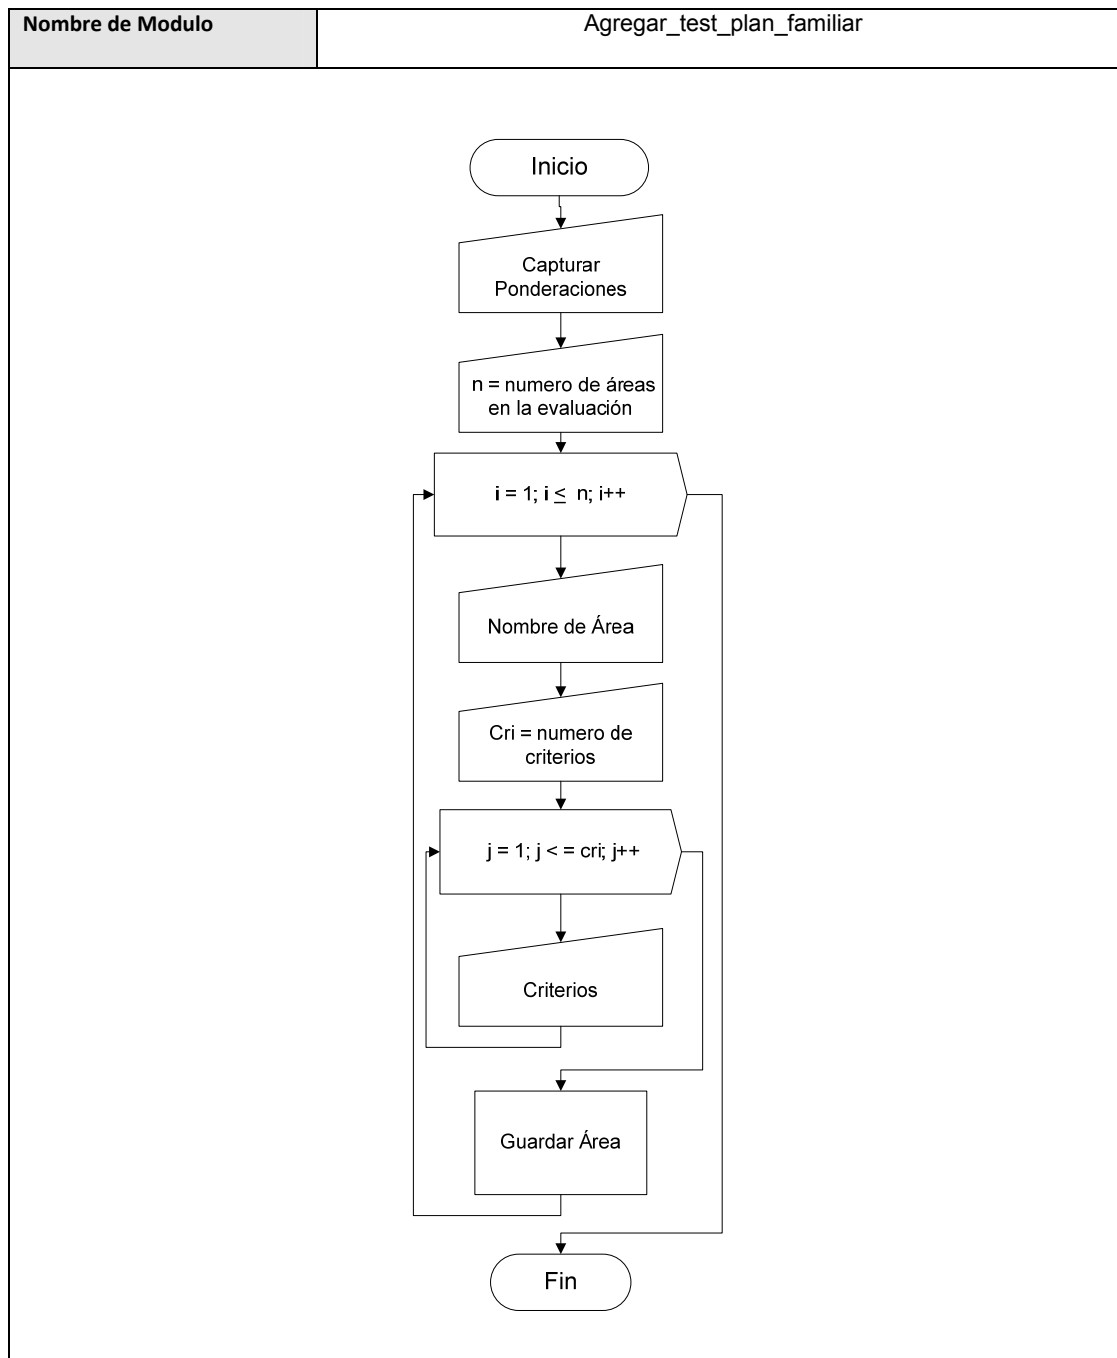 Nombre de Modulo
Agregar_test_plan_familiar
Inicio
Capturar
Ponderaciones
n = numero de áreas
en la evaluación
i = 1; i ≤ n; i++
Nombre de Área
Cri = numero de
criterios
j = 1; j < = cri; j++
Criterios
Guardar Área
Fin